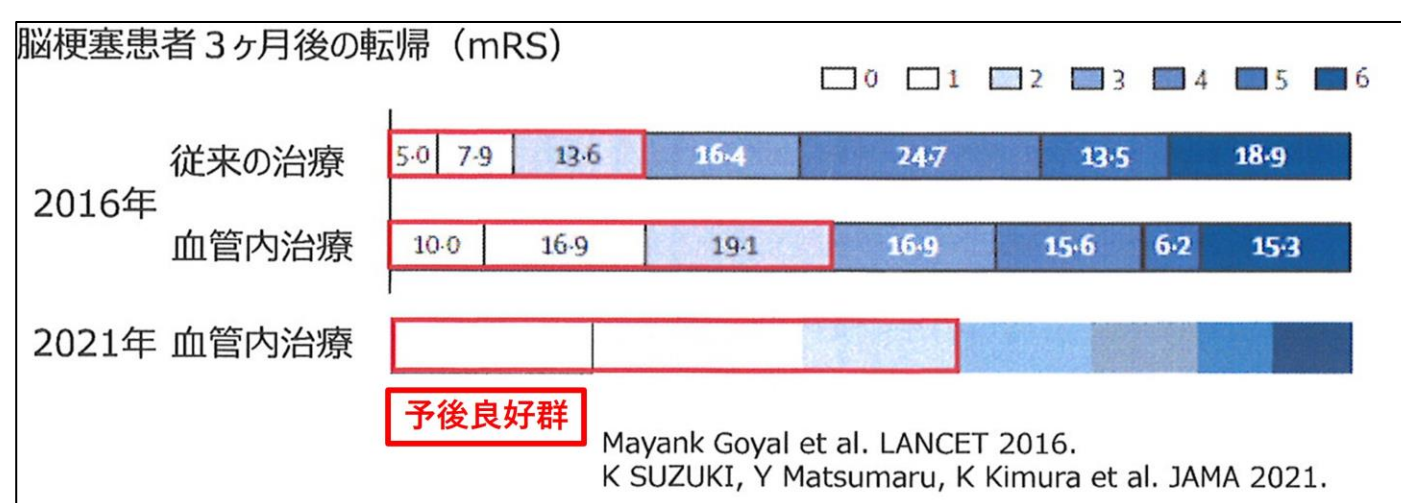 脳梗塞患者３ヶ月後の転帰（mRS）
0 1 2 3 4 5 6
従来の治療 5·0 7·9 13·6 16·4 24·7 13·5 18·9
2016年
血管内治療 10·0 16·9 19·1 16·9 15·6 6·2 15·3
2021年 血管内治療
予後良好群
Mayank Goyal et al. LANCET 2016.
K SUZUKI, Y Matsumaru, K Kimura et al. JAMA 2021.